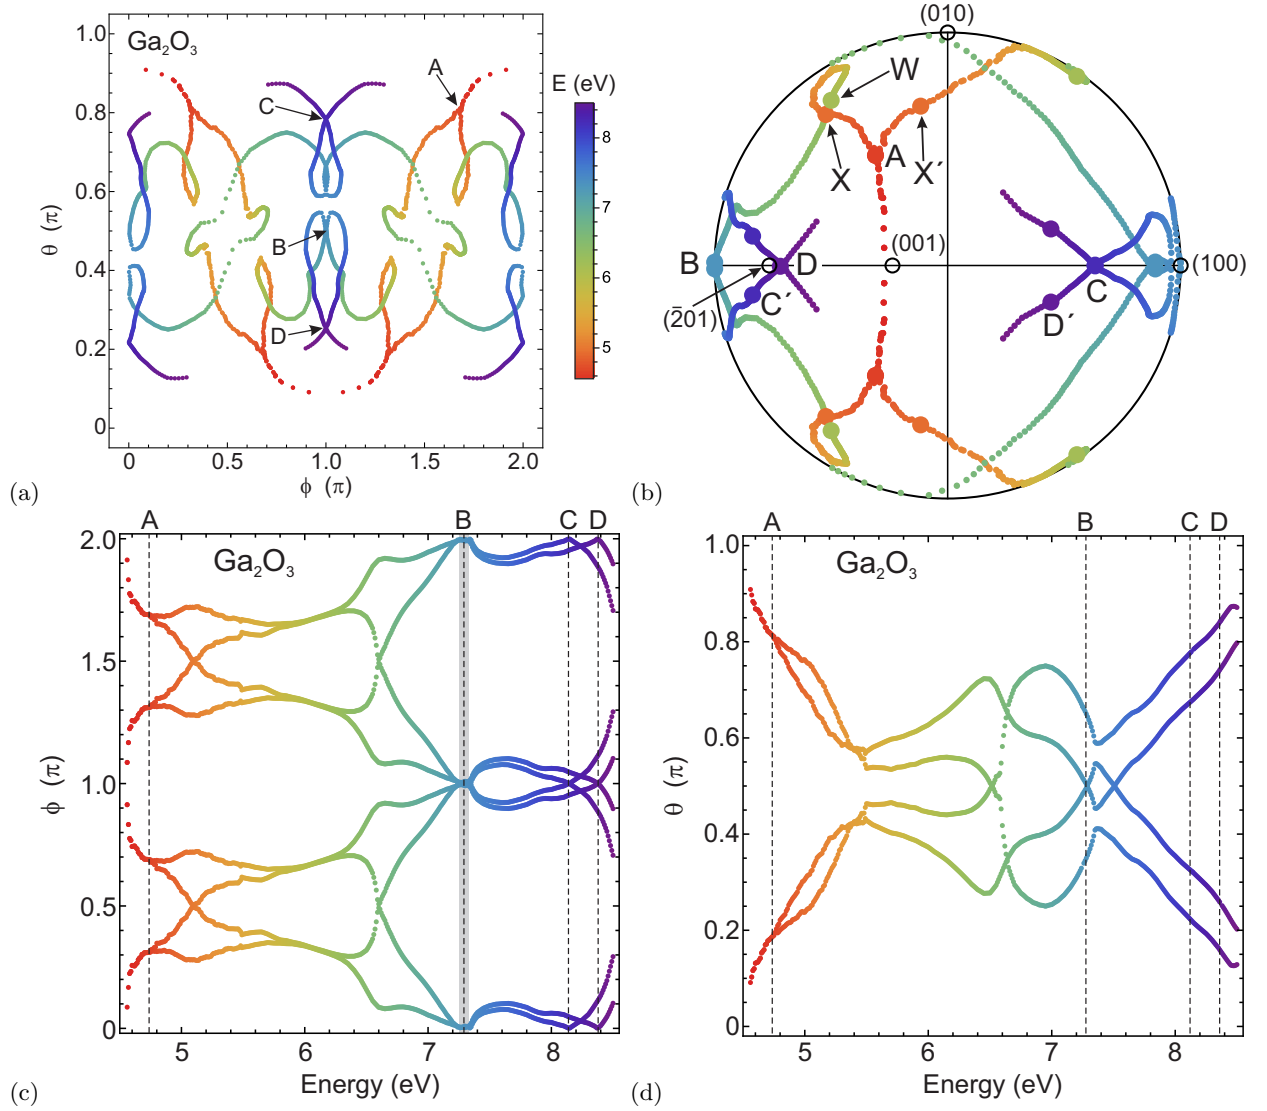 Ga₂O₃
A
C
B
D
E (eV)
8
7
6
5
1.0
0.8
0.6
0.4
0.2
0
θ (π)
0
0.5
1.0
1.5
2.0
ϕ (π)
(a)
(010)
W
A
X
X´
B
D
(001)
(100)
C´
C
(2̅01)
D´
(b)
A
B
C
D
Ga₂O₃
2.0
1.5
1.0
0.5
0
ϕ (π)
5
6
7
8
Energy (eV)
(c)
A
B
C
D
Ga₂O₃
1.0
0.8
0.6
0.4
0.2
0
θ (π)
5
6
7
8
Energy (eV)
(d)